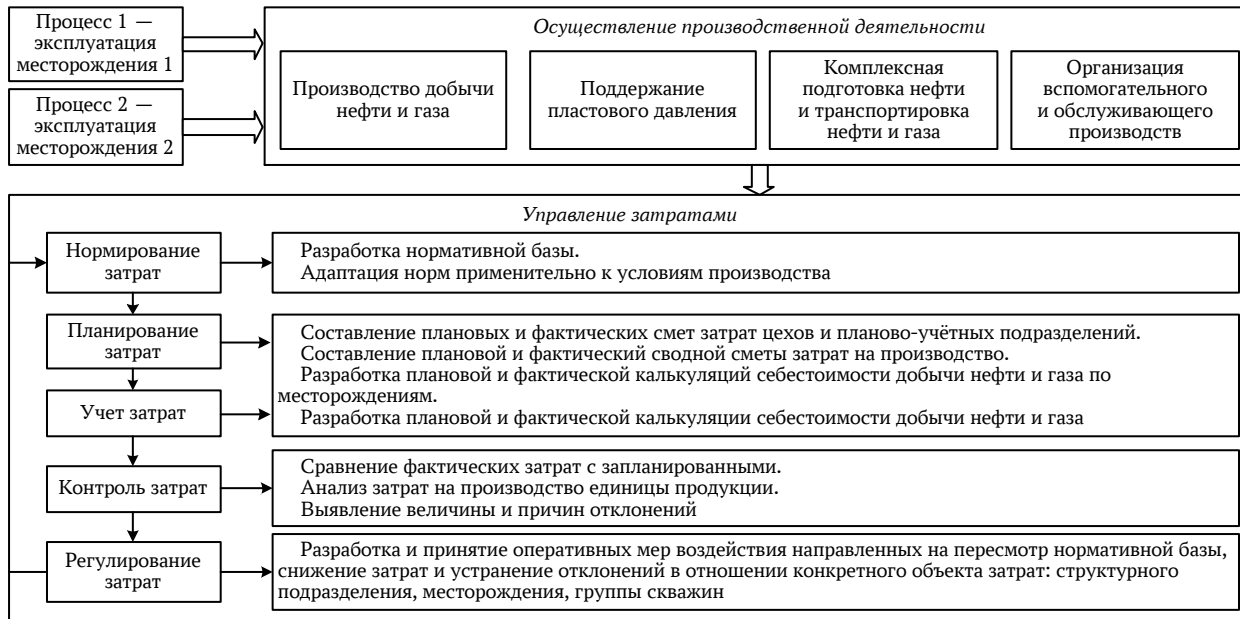 Процесс 1 —
эксплуатация
месторождения 1
Процесс 2 —
эксплуатация
месторождения 2
Осуществление производственной деятельности
Производство добычи
нефти и газа
Поддержание
пластового давления
Комплексная
подготовка нефти
и транспортировка
нефти и газа
Организация
вспомогательного
и обслуживающего
производств
Управление затратами
Нормирование
затрат
Разработка нормативной базы.
Адаптация норм применительно к условиям производства
Планирование
затрат
Учет затрат
Составление плановых и фактических смет затрат цехов и планово-учётных подразделений.
Составление плановой и фактический сводной сметы затрат на производство.
Разработка плановой и фактической калькуляций себестоимости добычи нефти и газа по
месторождениям.
Разработка плановой и фактической калькуляции себестоимости добычи нефти и газа
Контроль затрат
Сравнение фактических затрат с запланированными.
Анализ затрат на производство единицы продукции.
Выявление величины и причин отклонений
Регулирование
затрат
Разработка и принятие оперативных мер воздействия направленных на пересмотр нормативной базы,
снижение затрат и устранение отклонений в отношении конкретного объекта затрат: структурного
подразделения, месторождения, группы скважин